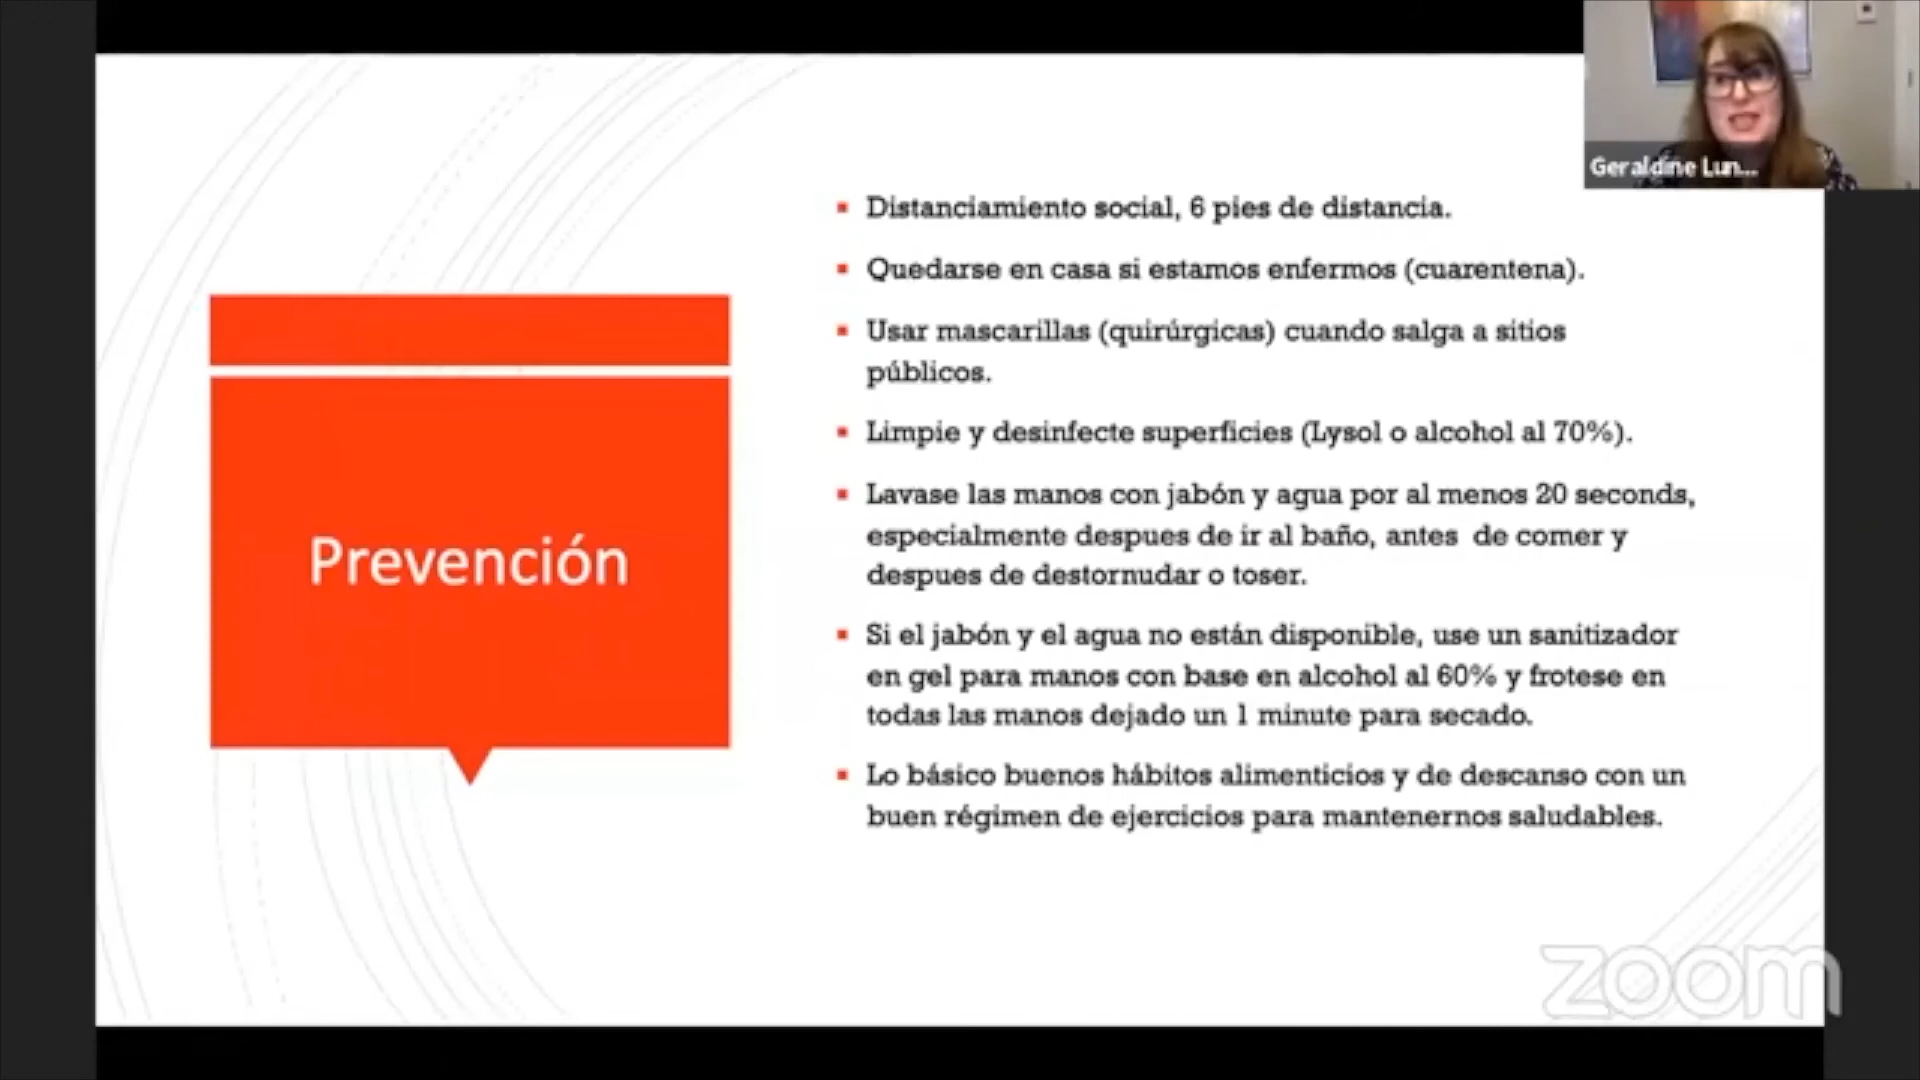 Geraldine Lun...
Distanciamiento social, 6 pies de distancia.
Quedarse en casa si estamos enfermos (cuarentena).
Usar mascarillas (quirúrgicas) cuando salga a sitios
públicos.
Limpie y desinfecte superficies (Lysol o alcohol al 70%).
Lavase las manos con jabón y agua por al menos 20 seconds,
especialmente despues de ir al baño, antes de comer y
despues de destornudar o toser.
Si el jabón y el agua no están disponible, use un sanitizador
en gel para manos con base en alcohol al 60% y frotese en
todas las manos dejado un 1 minute para secado.
Lo básico buenos hábitos alimenticios y de descanso con un
buen régimen de ejercicios para mantenernos saludables.
Prevención
zoom